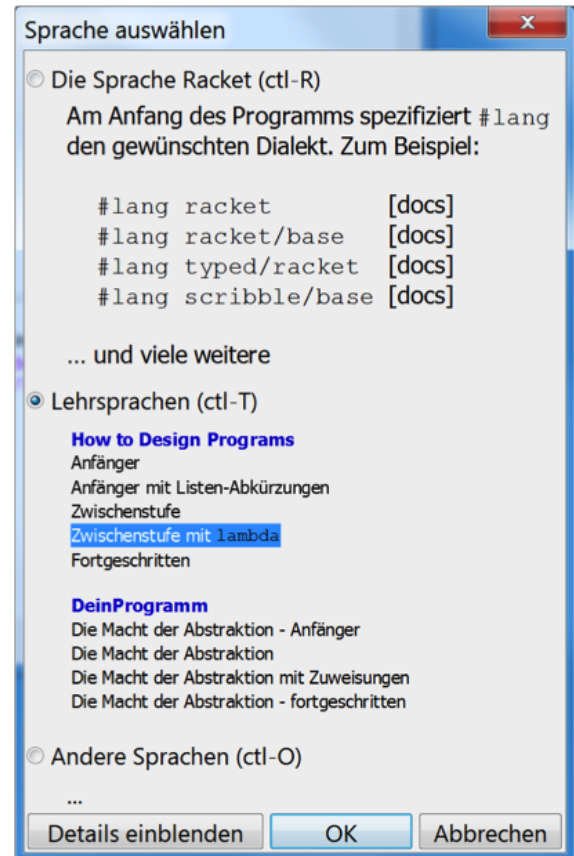 Sprache auswählen
x
Die Sprache Racket (ctl-R)
Am Anfang des Programms spezifiziert #lang
den gewünschten Dialekt. Zum Beispiel:
#lang racket [docs]
#lang racket/base [docs]
#lang typed/racket [docs]
#lang scribble/base [docs]
... und viele weitere
Lehrsprachen (ctl-T)
How to Design Programs
Anfänger
Anfänger mit Listen-Abkürzungen
Zwischenstufe
Zwischenstufe mit lambda
Fortgeschritten
DeinProgramm
Die Macht der Abstraktion - Anfänger
Die Macht der Abstraktion
Die Macht der Abstraktion mit Zuweisungen
Die Macht der Abstraktion - fortgeschritten
Andere Sprachen (ctl-O)
...
Details einblenden OK Abbrechen